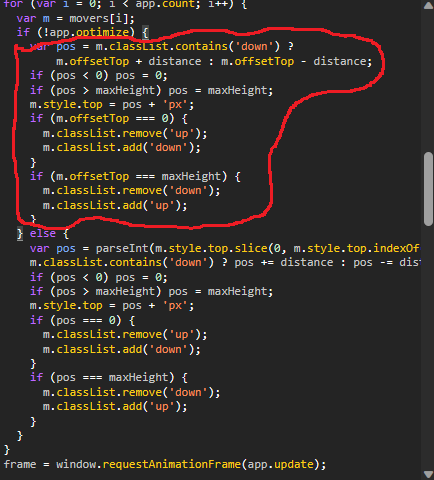 for (var i = 0; i < app.count; i++) {
var m = movers[i];
if (!app.optimize) {
var pos = m.classList.contains('down') ?
m.offsetTop + distance : m.offsetTop - distance;
if (pos < 0) pos = 0;
if (pos > maxHeight) pos = maxHeight;
m.style.top = pos + 'px';
if (m.offsetTop === 0) {
m.classList.remove('up');
m.classList.add('down');
}
if (m.offsetTop === maxHeight) {
m.classList.remove('down');
m.classList.add('up');
}
} else {
var pos = parseInt(m.style.top.slice(0, m.style.top.indexOf
m.classList.contains('down') ? pos += distance : pos -= dist
if (pos < 0) pos = 0;
if (pos > maxHeight) pos = maxHeight;
m.style.top = pos + 'px';
if (pos === 0) {
m.classList.remove('up');
m.classList.add('down');
}
if (pos === maxHeight) {
m.classList.remove('down');
m.classList.add('up');
}
}
}
frame = window.requestAnimationFrame(app.update);